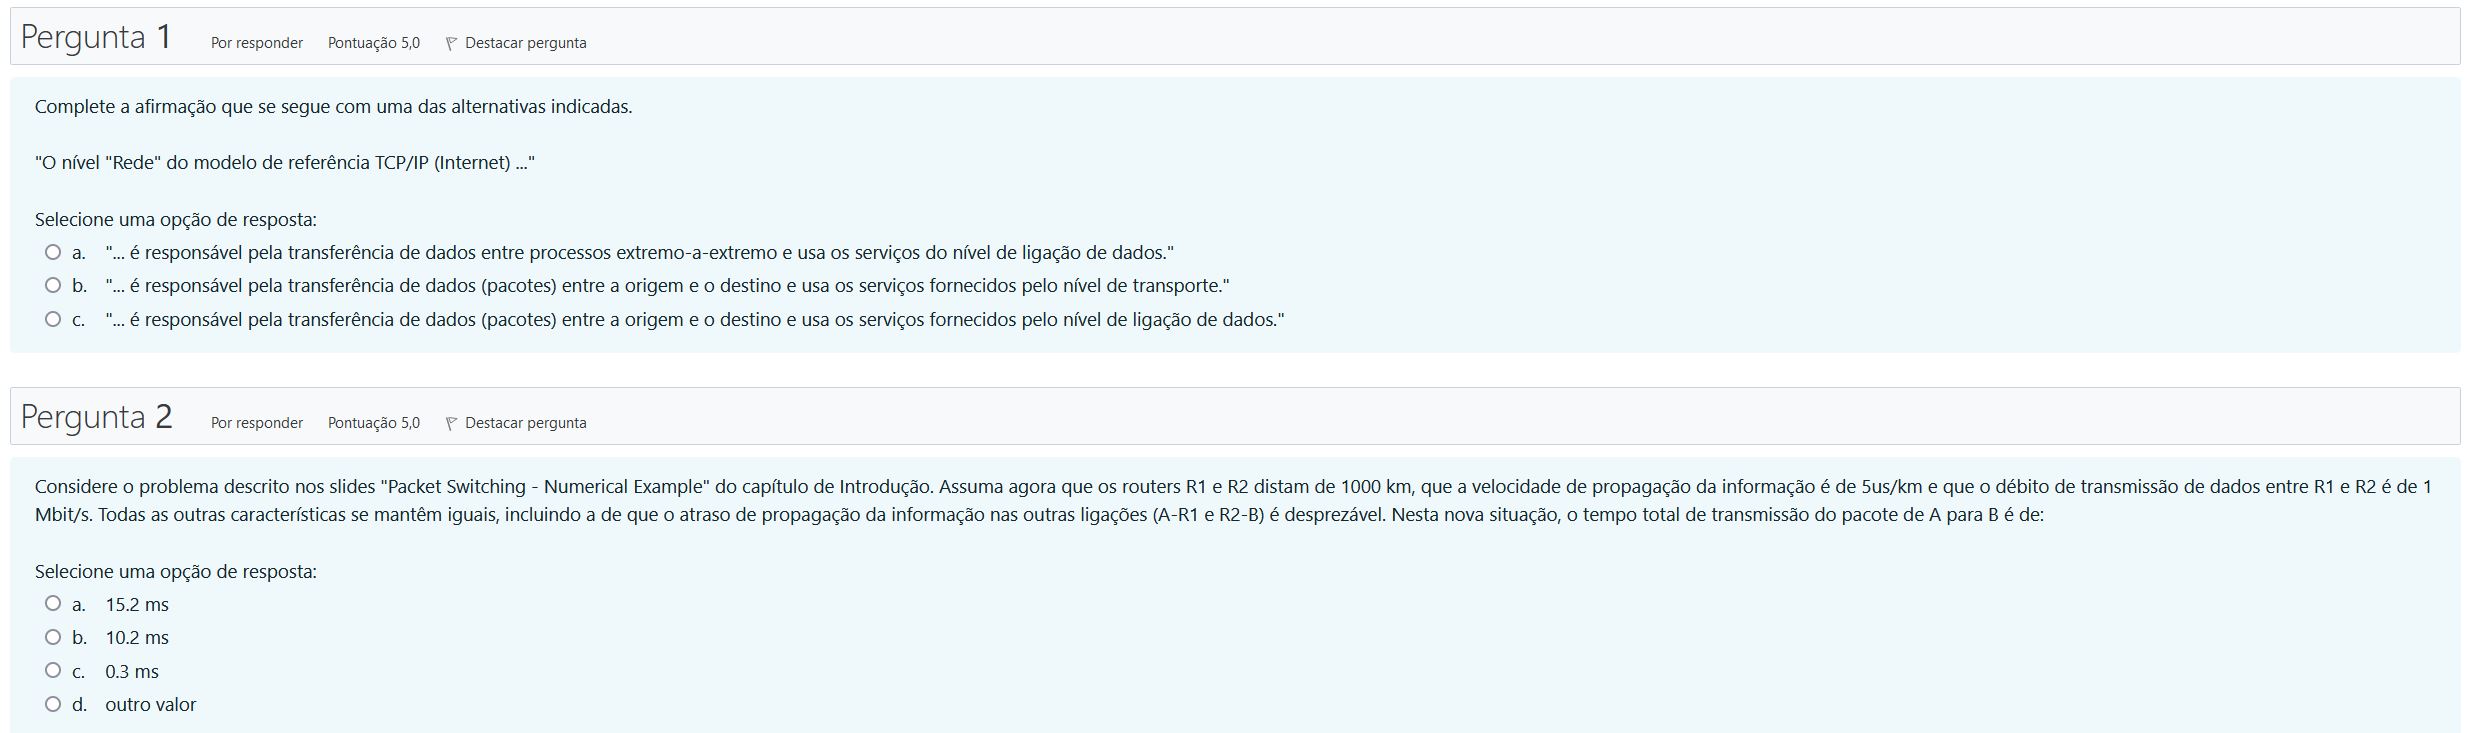 Pergunta 1 Por responder Pontuação 5,0 Destacar pergunta
Complete a afirmação que se segue com uma das alternativas indicadas.
"O nível "Rede" do modelo de referência TCP/IP (Internet) ..."
Selecione uma opção de resposta:
a. "... é responsável pela transferência de dados entre processos extremo-a-extremo e usa os serviços do nível de ligação de dados."
b. "... é responsável pela transferência de dados (pacotes) entre a origem e o destino e usa os serviços fornecidos pelo nível de transporte."
c. "... é responsável pela transferência de dados (pacotes) entre a origem e o destino e usa os serviços fornecidos pelo nível de ligação de dados."
Pergunta 2 Por responder Pontuação 5,0 Destacar pergunta
Considere o problema descrito nos slides "Packet Switching - Numerical Example" do capítulo de Introdução. Assuma agora que os routers R1 e R2 distam de 1000 km, que a velocidade de propagação da informação é de 5us/km e que o débito de transmissão de dados entre R1 e R2 é de 1
Mbit/s. Todas as outras características se mantêm iguais, incluindo a de que o atraso de propagação da informação nas outras ligações (A-R1 e R2-B) é desprezável. Nesta nova situação, o tempo total de transmissão do pacote de A para B é de:
Selecione uma opção de resposta:
a. 15.2 ms
b. 10.2 ms
c. 0.3 ms
d. outro valor